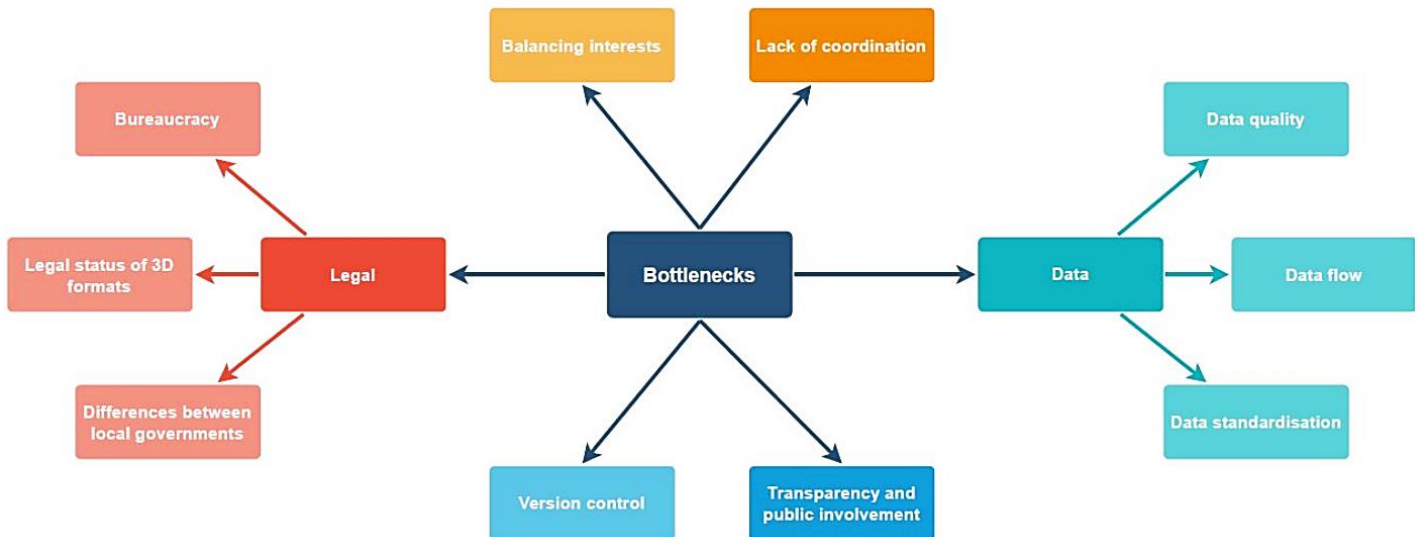 Balancing interests
Lack of coordination
Bureaucracy
Data quality
Legal status of 3D
formats
Legal
Bottlenecks
Data
Data flow
Differences between
local governments
Data standardisation
Version control
Transparency and
public involvement